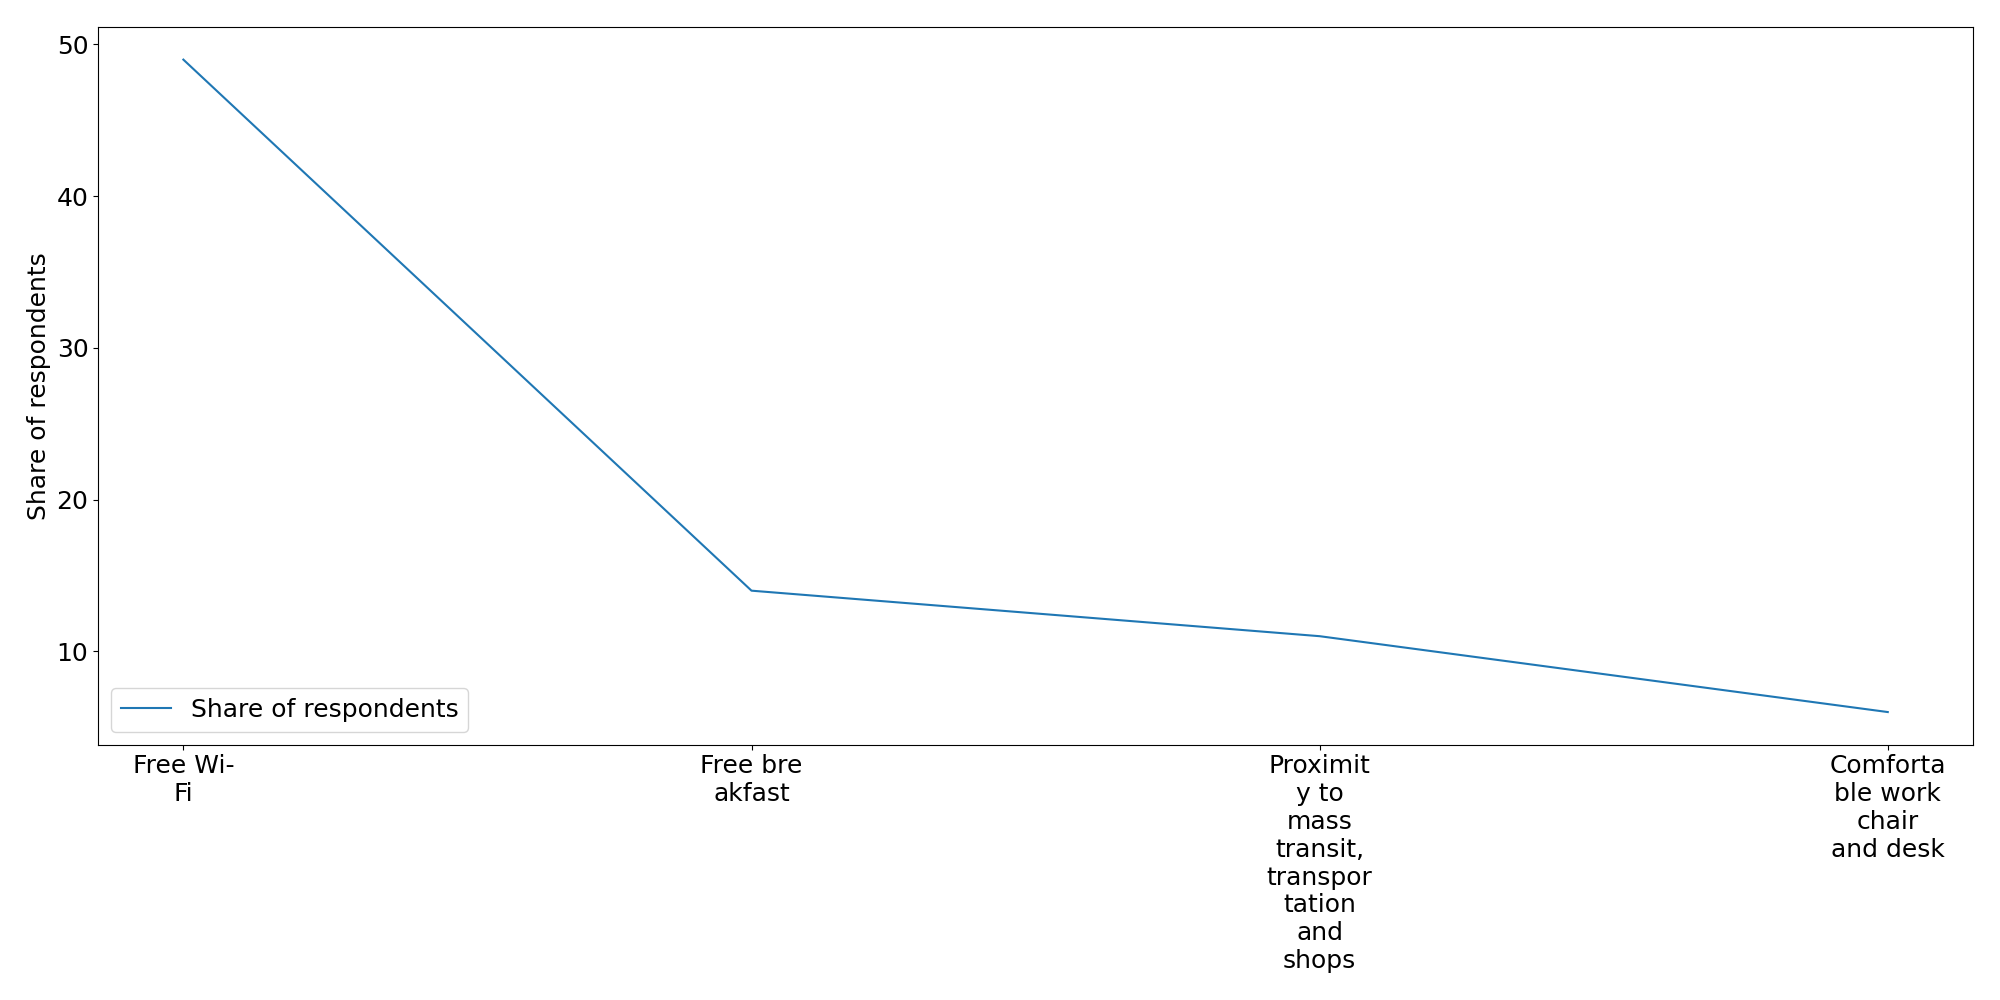 50
40
30
20
10
Share of respondents
Share of respondents
Free Wi-
Fi
Free bre
akfast
Proximit
y to
mass
transit,
transpor
tation
and
shops
Comforta
ble work
chair
and desk